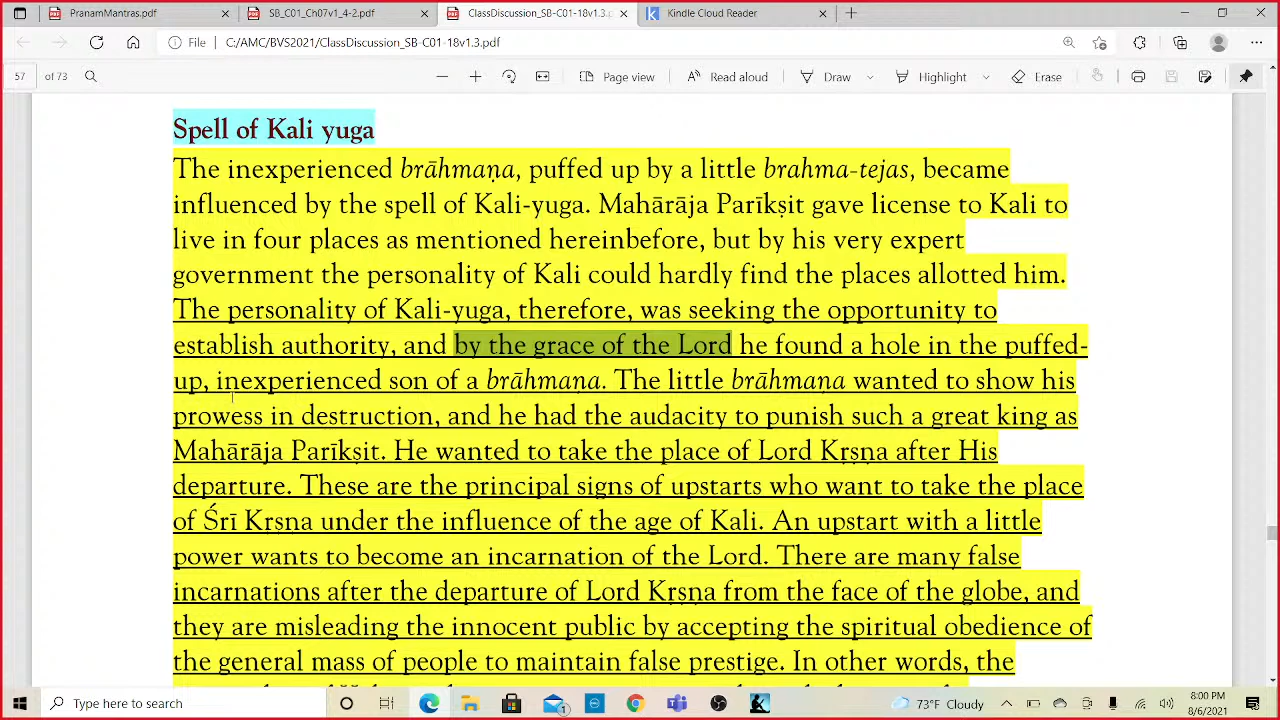 PranamMantras.pdf
SB_C01_Ch07v1_4-2.pdf
ClassDiscussion_SB-C01-18v1.3.p
Kindle Cloud Reader
File
C:/AMC/BVS2021/ClassDiscussion_SB-C01-18v1.3.pdf
57 of 73
Page view
Read aloud
Draw
Highlight
Erase
Spell of Kali yuga
The inexperienced brāhmaṇa, puffed up by a little brahma-tejas, became
influenced by the spell of Kali-yuga. Mahārāja Parīkṣit gave license to Kali to
live in four places as mentioned hereinbefore, but by his very expert
government the personality of Kali could hardly find the places allotted him.
The personality of Kali-yuga, therefore, was seeking the opportunity to
establish authority, and by the grace of the Lord he found a hole in the puffed-
up, inexperienced son of a brāhmaṇa. The little brāhmaṇa wanted to show his
prowess in destruction, and he had the audacity to punish such a great king as
Mahārāja Parīkṣit. He wanted to take the place of Lord Kṛṣṇa after His
departure. These are the principal signs of upstarts who want to take the place
of Śrī Kṛṣṇa under the influence of the age of Kali. An upstart with a little
power wants to become an incarnation of the Lord. There are many false
incarnations after the departure of Lord Kṛṣṇa from the face of the globe, and
they are misleading the innocent public by accepting the spiritual obedience of
the general mass of people to maintain false prestige. In other words, the
Type here to search
73°F Cloudy
8:00 PM
8/6/2021